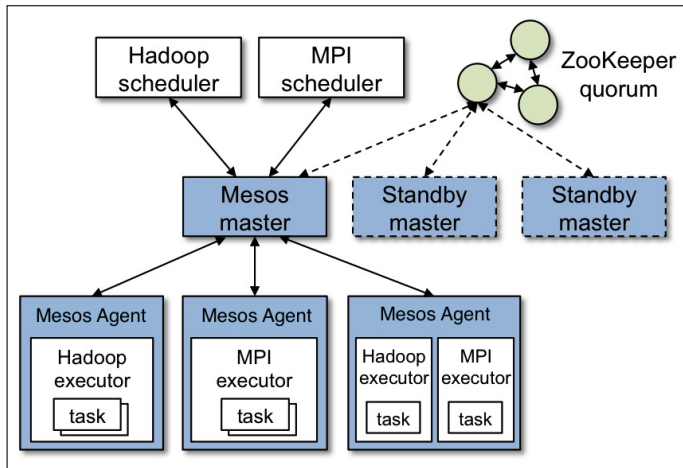 Hadoop
scheduler
MPI
scheduler
ZooKeeper
quorum
Mesos
master
Standby
master
Standby
master
Mesos Agent
Hadoop
executor
task
Mesos Agent
MPI
executor
task
Mesos Agent
Hadoop
executor
task
MPI
executor
task